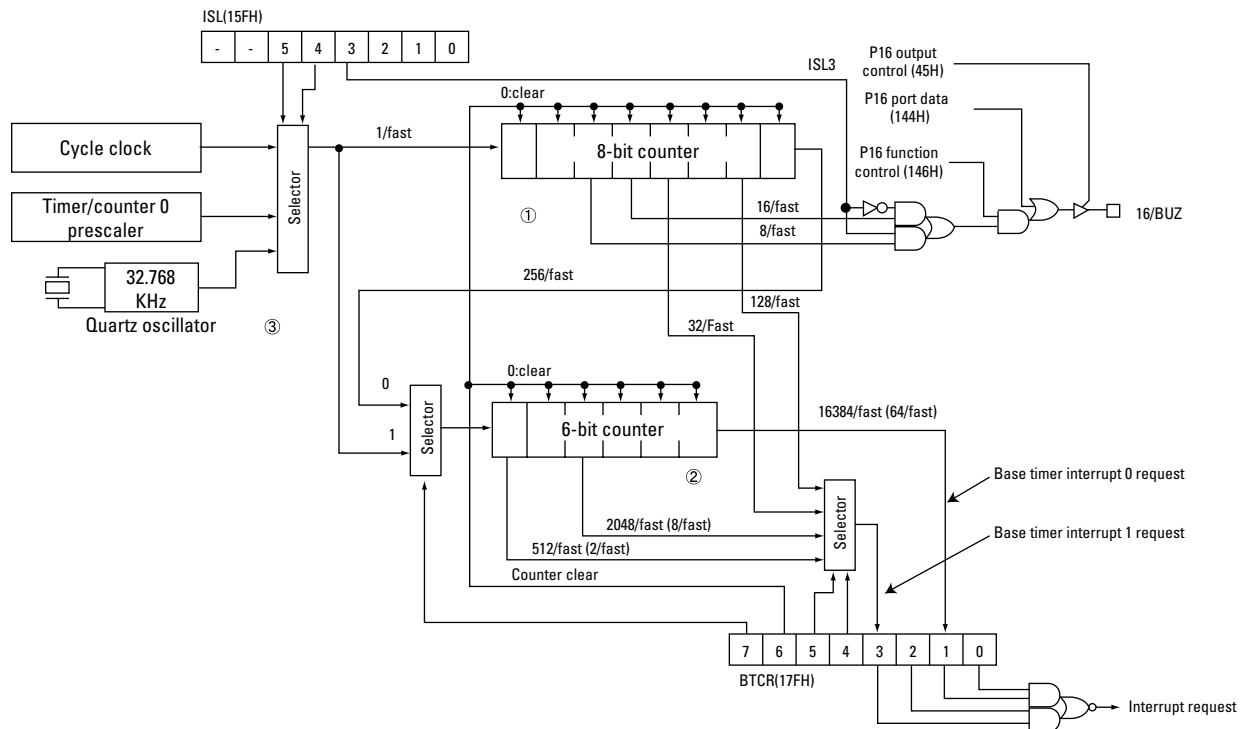 ISL(15FH)
- - 5 4 3 2 1 0
ISL3
P16 output
control (45H)
P16 port data
(144H)
P16 function
control (146H)
0:clear
1/fast
Cycle clock
8-bit counter
Selector
Timer/counter 0
prescaler
①
16/fast
8/fast
16/BUZ
32.768
KHz
Quartz oscillator
③
256/fast
128/fast
32/Fast
0:clear
0
1
Selector
6-bit counter
16384/fast (64/fast)
②
Base timer interrupt 0 request
2048/fast (8/fast)
Selector
Base timer interrupt 1 request
512/fast (2/fast)
Counter clear
7 6 5 4 3 2 1 0
BTCR(17FH)
Interrupt request